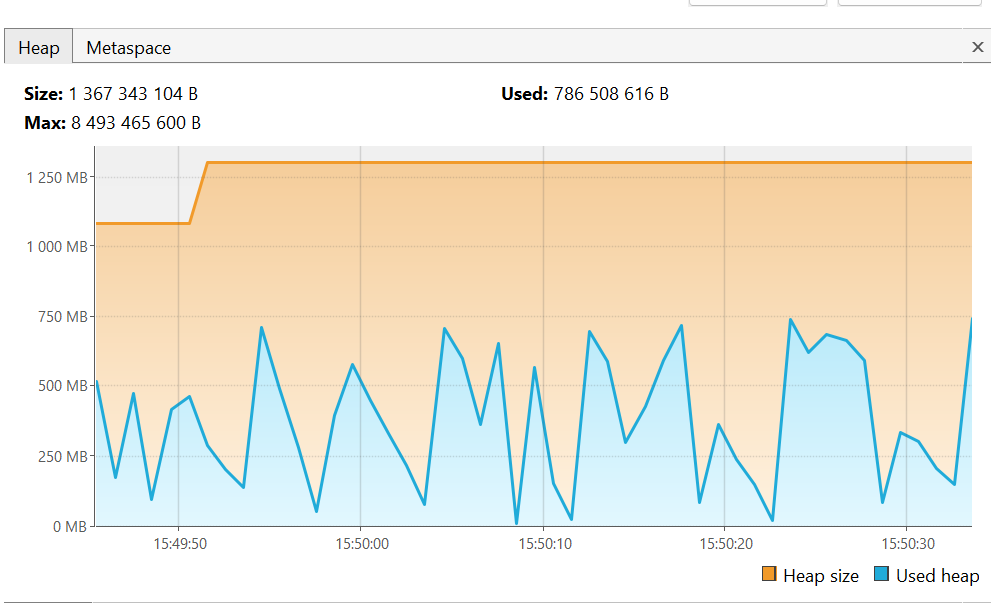 Heap Metaspace
Size: 1 367 343 104 B Used: 786 508 616 B
Max: 8 493 465 600 B
1 250 MB
1 000 MB
750 MB
500 MB
250 MB
0 MB
15:49:50 15:50:00 15:50:10 15:50:20 15:50:30
Heap size Used heap